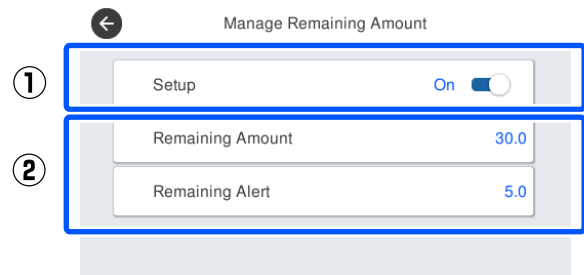 Manage Remaining Amount
① Setup On
② Remaining Amount 30.0
Remaining Alert 5.0